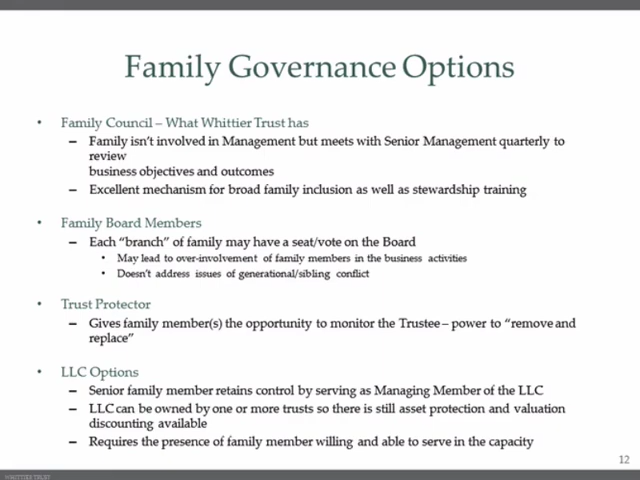 Family Governance Options
• Family Council – What Whittier Trust has
– Family isn't involved in Management but meets with Senior Management quarterly to
review
business objectives and outcomes
– Excellent mechanism for broad family inclusion as well as stewardship training
• Family Board Members
– Each "branch" of family may have a seat/vote on the Board
• May lead to over-involvement of family members in the business activities
• Doesn't address issues of generational/sibling conflict
• Trust Protector
– Gives family member(s) the opportunity to monitor the Trustee – power to "remove and
replace"
• LLC Options
– Senior family member retains control by serving as Managing Member of the LLC
– LLC can be owned by one or more trusts so there is still asset protection and valuation
discounting available
– Requires the presence of family member willing and able to serve in the capacity
12
WHITTIER TRUST